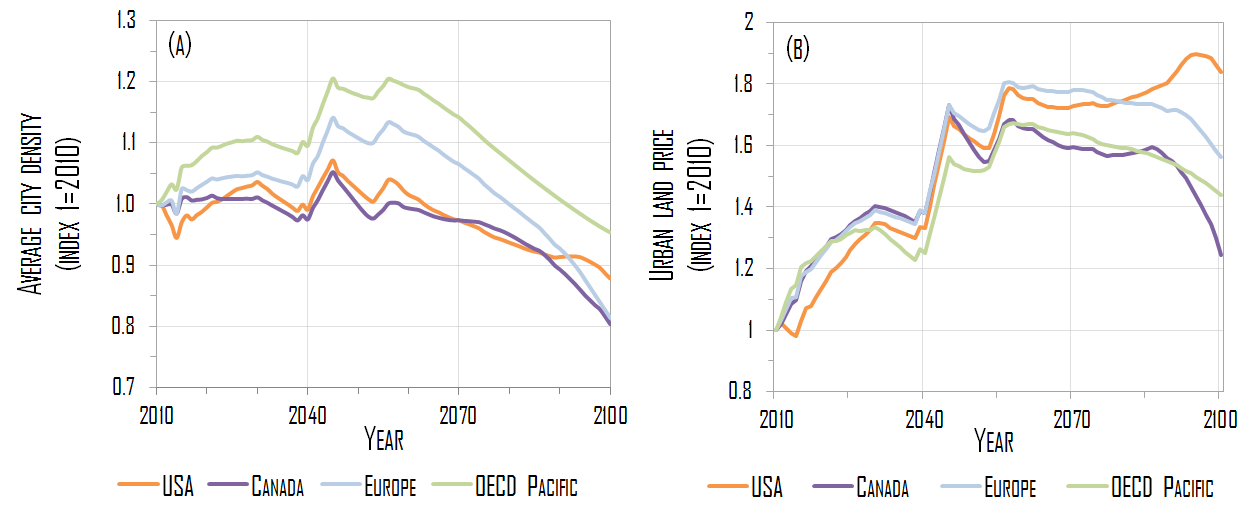 (A)
AVERAGE CITY DENSITY
(INDEX 1=2010)
1.3
1.2
1.1
1.0
0.9
0.8
0.7
2010
2040
2070
2100
YEAR
USA
CANADA
EUROPE
OECD PACIFIC
(B)
URBAN LAND PRICE
(INDEX 1=2010)
2
1.8
1.6
1.4
1.2
1
0.8
2010
2040
2070
2100
YEAR
USA
CANADA
EUROPE
OECD PACIFIC